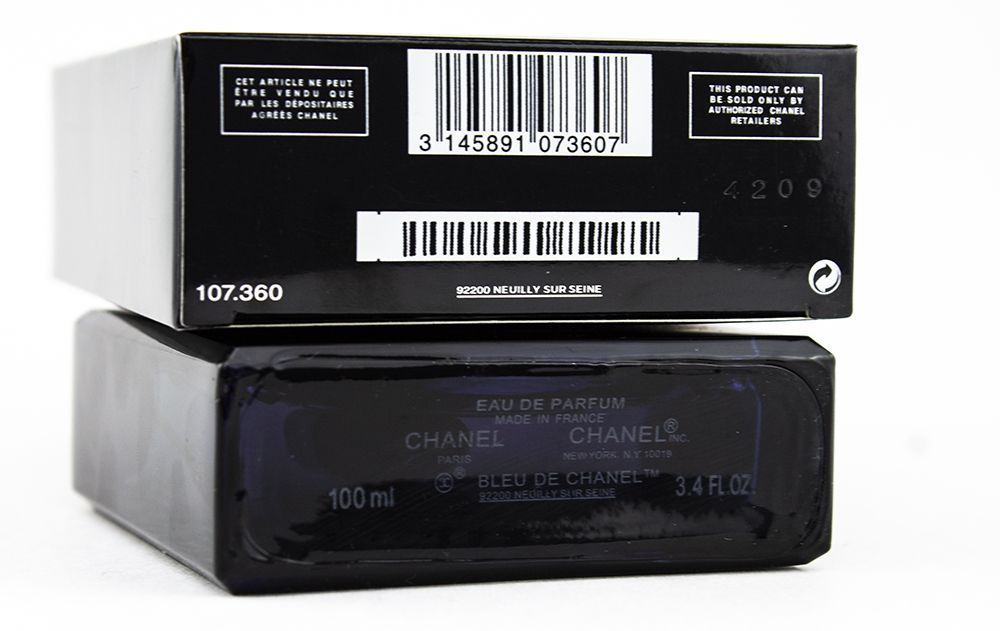 CET ARTICLE NE PEUT
ÊTRE VENDU QUE
PAR LES DÉPOSITAIRES
AGRÉÉS CHANEL
3 145891 073607
THIS PRODUCT CAN
BE SOLD ONLY BY
AUTHORIZED CHANEL
RETAILERS
4209
107.360
92200 NEUILLY SUR SEINE
EAU DE PARFUM
MADE IN FRANCE
CHANEL CHANEL® INC.
PARIS NEW YORK. N.Y. 10019
® BLEU DE CHANEL™
100 ml 92200 NEUILLY SUR SEINE 3.4 FL.OZ.